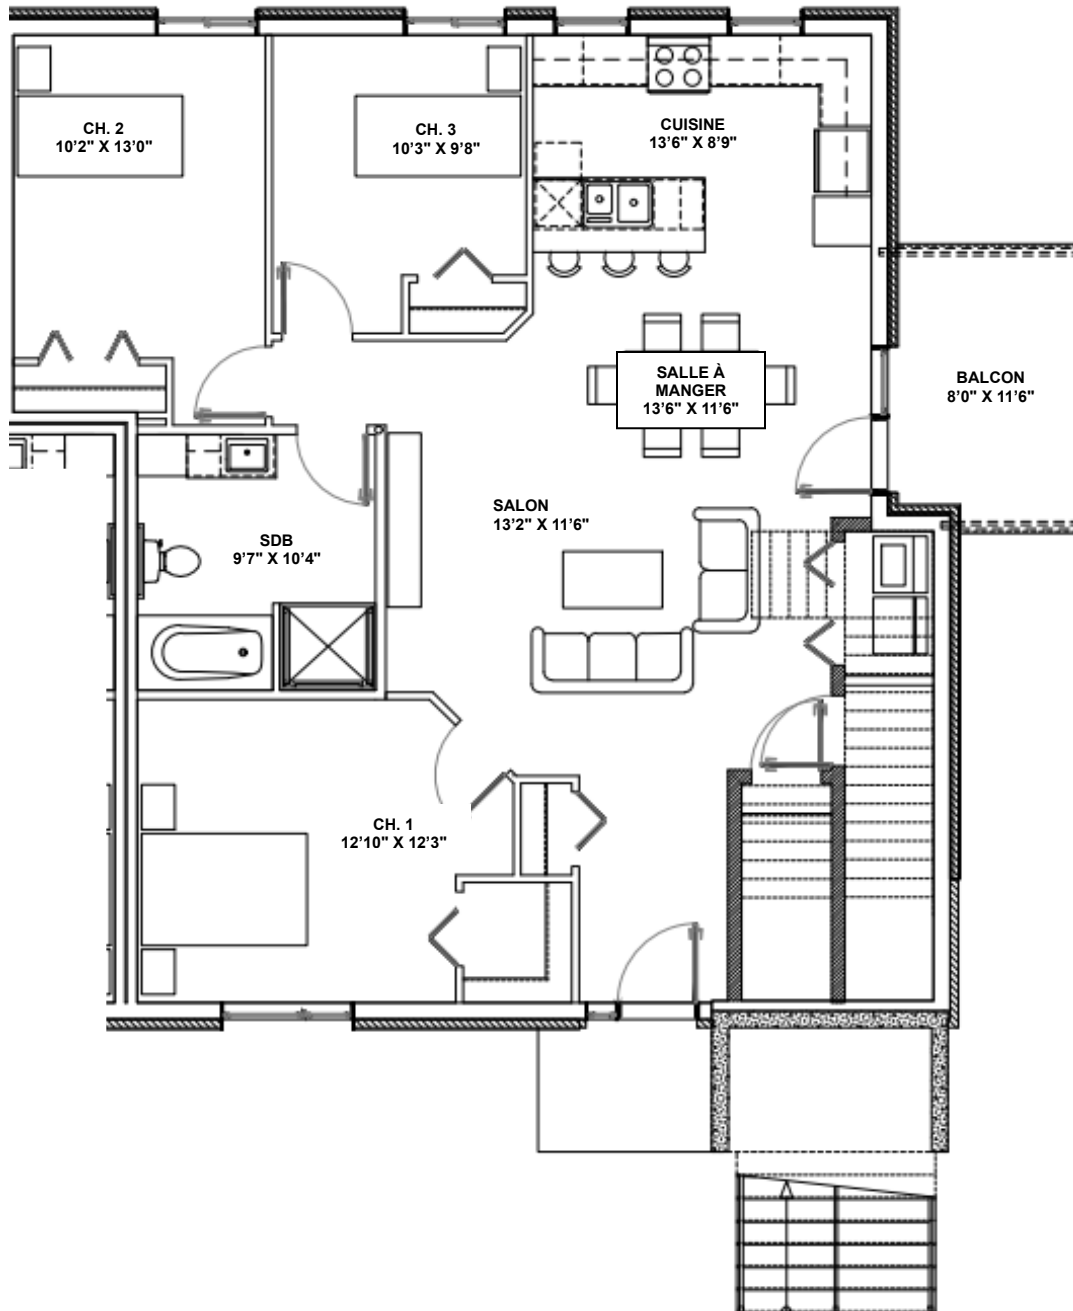 CH. 2
10'2" X 13'0"
CH. 3
10'3" X 9'8"
CUISINE
13'6" X 8'9"
SALLE À
MANGER
13'6" X 11'6"
BALCON
8'0" X 11'6"
SALON
13'2" X 11'6"
SDB
9'7" X 10'4"
CH. 1
12'10" X 12'3"